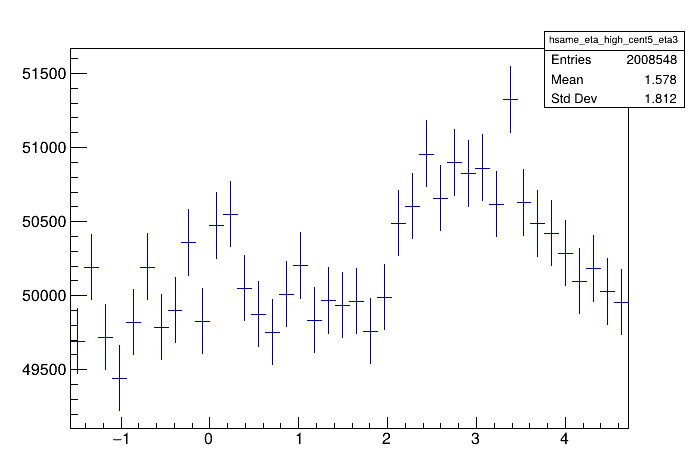 hsame_eta_high_cent5_eta3
Entries 2008548
Mean 1.578
Std Dev 1.812
51500
51000
50500
50000
49500
−1 0 1 2 3 4